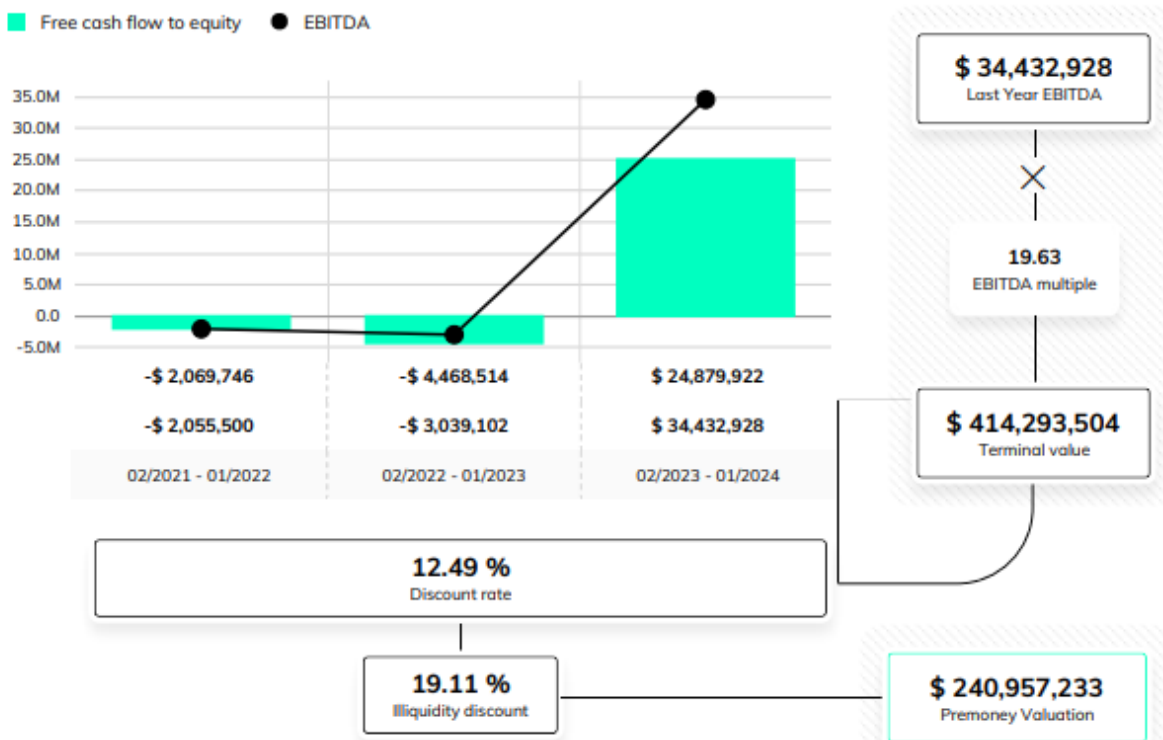 Free cash flow to equity EBITDA
35.0M
30.0M
25.0M
20.0M
15.0M
10.0M
5.0M
0.0
-5.0M
-$ 2,069,746 -$ 4,468,514 $ 24,879,922
-$ 2,055,500 -$ 3,039,102 $ 34,432,928
02/2021 - 01/2022 02/2022 - 01/2023 02/2023 - 01/2024
$ 34,432,928
Last Year EBITDA
19.63
EBITDA multiple
$ 414,293,504
Terminal value
12.49 %
Discount rate
19.11 %
Illiquidity discount
$ 240,957,233
Premoney Valuation